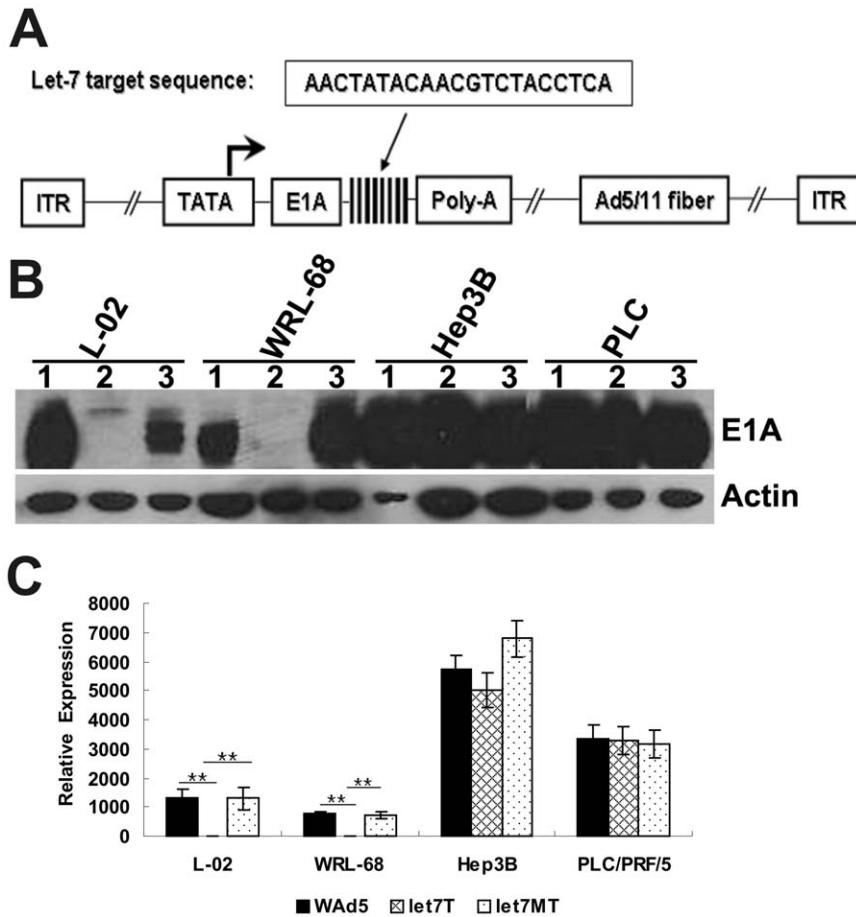 A
Let-7 target sequence: AACTATACAACGTCTACCTCA
ITR // TATA E1A Poly-A // Ad5/11 fiber // ITR
B
L-02 WRL-68 Hep3B PLC
1 2 3 1 2 3 1 2 3 1 2 3
E1A
Actin
C
8000
7000
6000
5000
4000
3000
2000
1000
0
Relative Expression
** ** ** **
L-02 WRL-68 Hep3B PLC/PRF/5
WAd5 let7T let7MT